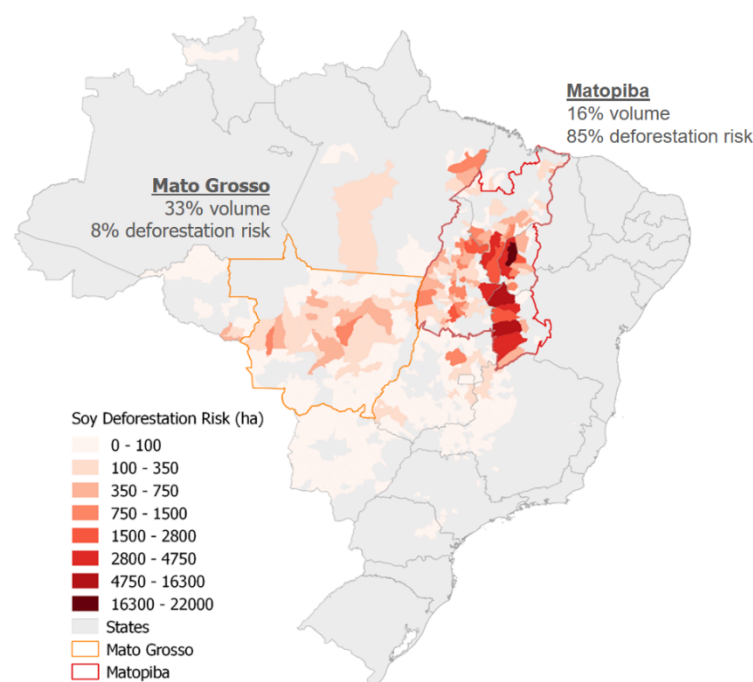 Matopiba
16% volume
85% deforestation risk
Mato Grosso
33% volume
8% deforestation risk
Soy Deforestation Risk (ha)
0 - 100
100 - 350
350 - 750
750 - 1500
1500 - 2800
2800 - 4750
4750 - 16300
16300 - 22000
States
Mato Grosso
Matopiba